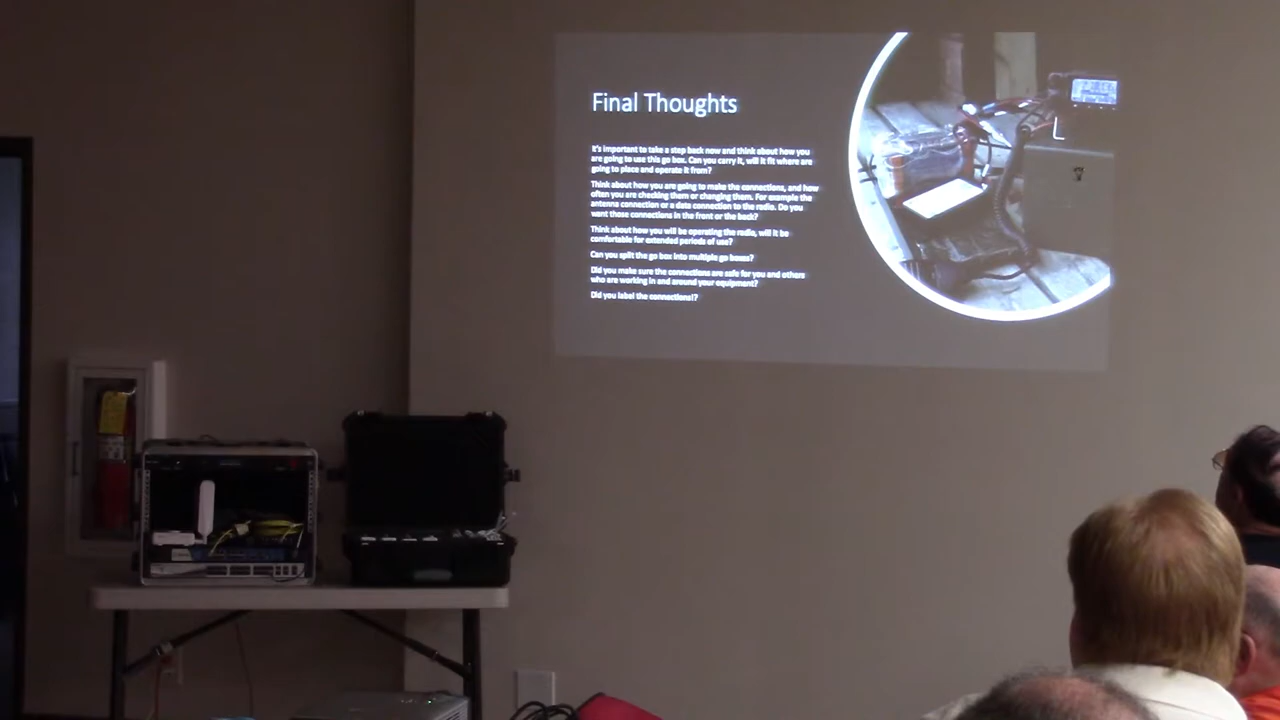 Final Thoughts
It's important to take a step back now and think about how you
are going to use this go box. Can you carry it, will it fit where are
going to place and operate it from?
Think about how you are going to make the connections, and how
often you are checking them or changing them. For example the
antenna connection or a data connection to the radio. Do you
want those connections in the front or the back?
Think about how you will be operating the radio, will it be
comfortable for extended periods of use?
Can you split the go box into multiple go boxes?
Did you make sure the connections are safe for you and others
who are working in and around your equipment?
Did you label the connections!?